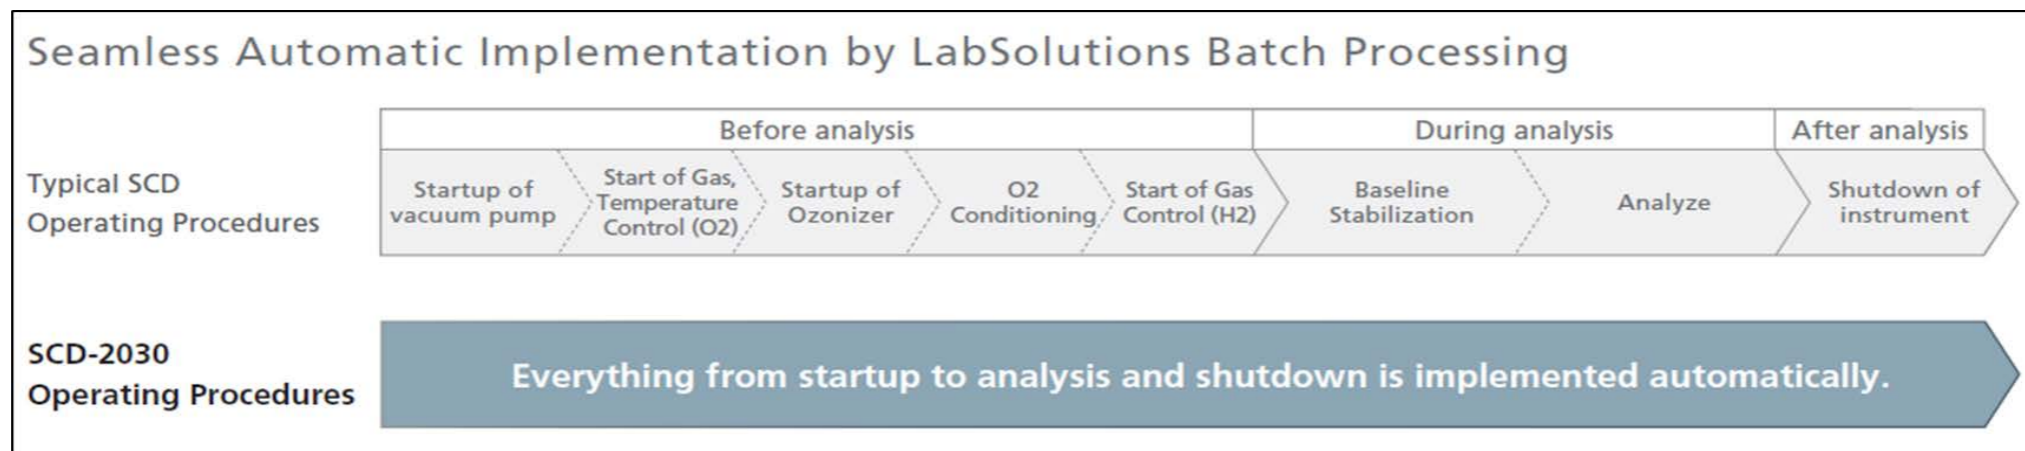 Seamless Automatic Implementation by LabSolutions Batch Processing
Before analysis
During analysis
After analysis
Typical SCD
Operating Procedures
Startup of
vacuum pump
Start of Gas,
Temperature
Control (O2)
Startup of
Ozonizer
O2
Conditioning
Start of Gas
Control (H2)
Baseline
Stabilization
Analyze
Shutdown of
instrument
SCD-2030
Operating Procedures
Everything from startup to analysis and shutdown is implemented automatically.